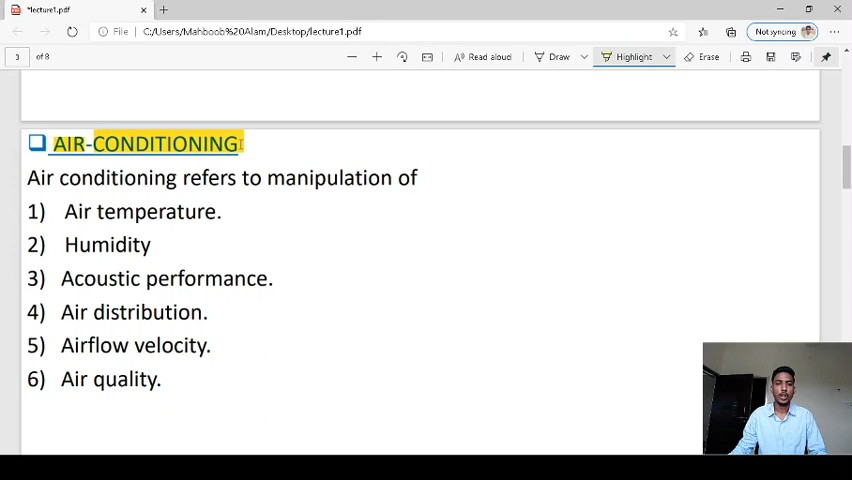 *lecture1.pdf
File C:/Users/Mahboob%20Alam/Desktop/lecture1.pdf Not syncing
3 of 8 Read aloud Draw Highlight Erase
AIR-CONDITIONING
Air conditioning refers to manipulation of
1) Air temperature.
2) Humidity
3) Acoustic performance.
4) Air distribution.
5) Airflow velocity.
6) Air quality.